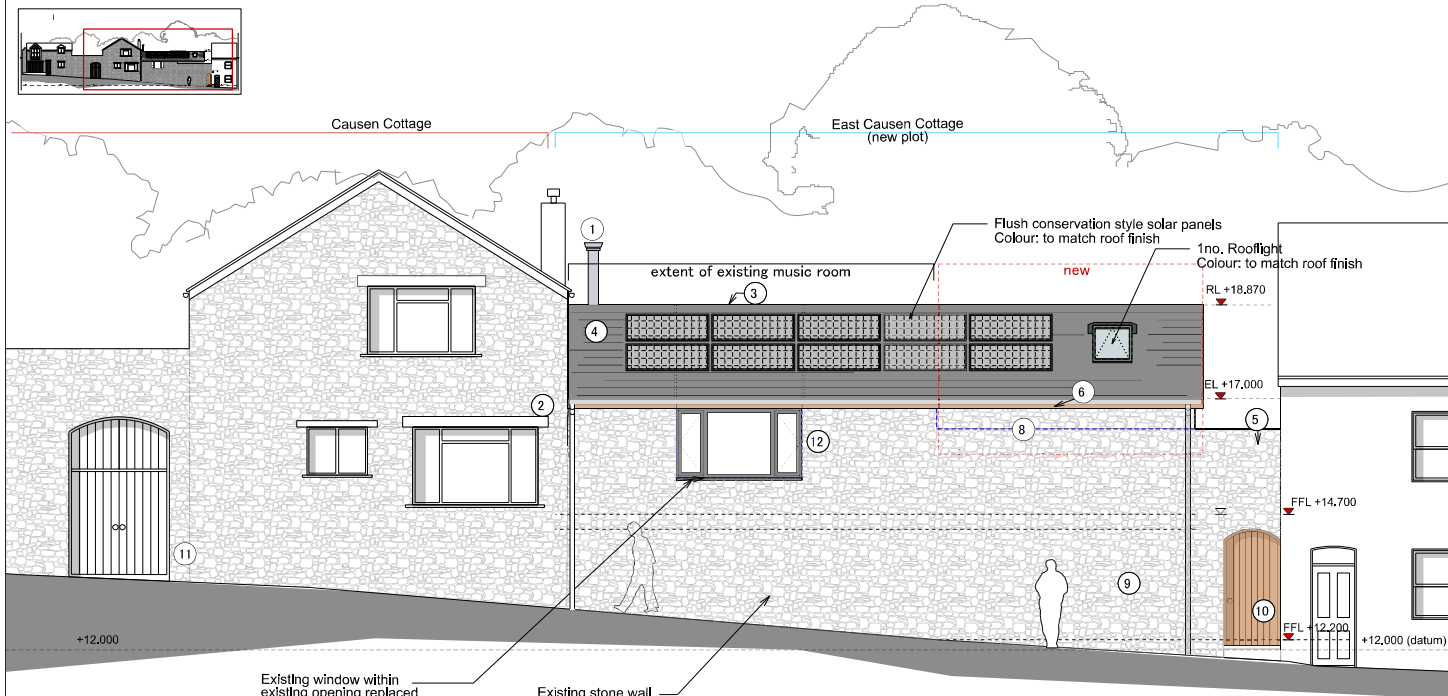 Causen Cottage
East Causen Cottage
(new plot)
Flush conservation style solar panels
Colour: to match roof finish
1no. Rooflight
Colour: to match roof finish
1
extent of existing music room
new
RL +18.870
3
4
EL +17.000
6
2
5
8
12
FFL +14.700
11
9
10
FFL +12.200
+12.000
+12.000 (datum)
Existing window within
existing opening replaced
Existing stone wall